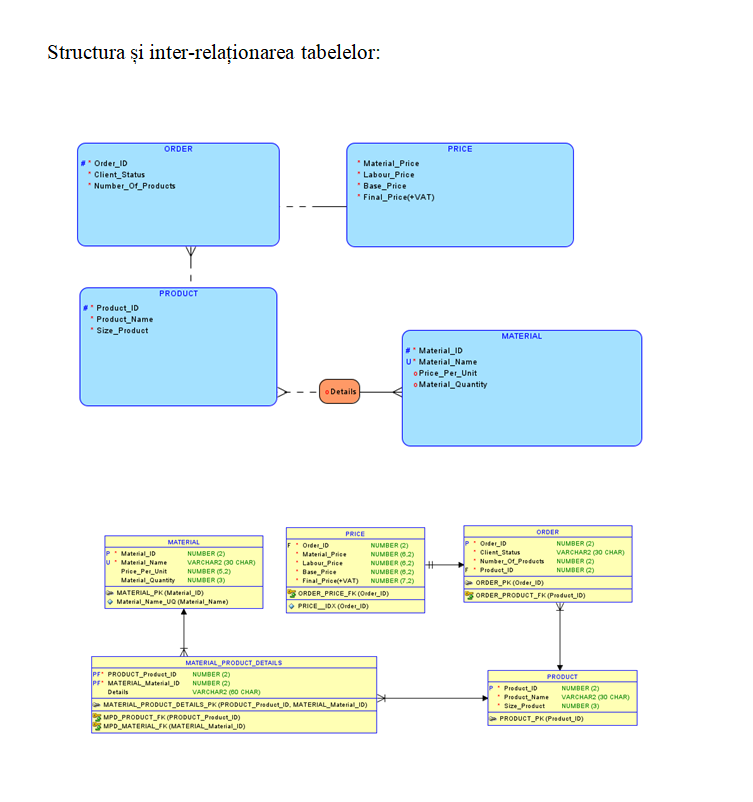 Structura și inter-relaționarea tabelelor:
ORDER
# * Order_ID
* Client_Status
* Number_Of_Products
PRICE
* Material_Price
* Labour_Price
* Base_Price
* Final_Price(+VAT)
PRODUCT
# * Product_ID
* Product_Name
* Size_Product
o Details
MATERIAL
# * Material_ID
U * Material_Name
o Price_Per_Unit
o Material_Quantity
MATERIAL
P * Material_ID NUMBER (2)
U * Material_Name VARCHAR2 (30 CHAR)
Price_Per_Unit NUMBER (5,2)
Material_Quantity NUMBER (3)
MATERIAL_PK (Material_ID)
Material_Name_UQ (Material_Name)
PRICE
F * Order_ID NUMBER (2)
* Material_Price NUMBER (6,2)
* Labour_Price NUMBER (6,2)
* Base_Price NUMBER (6,2)
* Final_Price(+VAT) NUMBER (7,2)
ORDER_PRICE_FK (Order_ID)
PRICE__IDX (Order_ID)
ORDER
P * Order_ID NUMBER (2)
* Client_Status VARCHAR2 (30 CHAR)
* Number_Of_Products NUMBER (2)
F * Product_ID NUMBER (2)
ORDER_PK (Order_ID)
ORDER_PRODUCT_FK (Product_ID)
MATERIAL_PRODUCT_DETAILS
PF* PRODUCT_Product_ID NUMBER (2)
PF* MATERIAL_Material_ID NUMBER (2)
Details VARCHAR2 (60 CHAR)
MATERIAL_PRODUCT_DETAILS_PK (PRODUCT_Product_ID, MATERIAL_Material_ID)
MPD_PRODUCT_FK (PRODUCT_Product_ID)
MPD_MATERIAL_FK (MATERIAL_Material_ID)
PRODUCT
P * Product_ID NUMBER (2)
* Product_Name VARCHAR2 (30 CHAR)
* Size_Product NUMBER (3)
PRODUCT_PK (Product_ID)